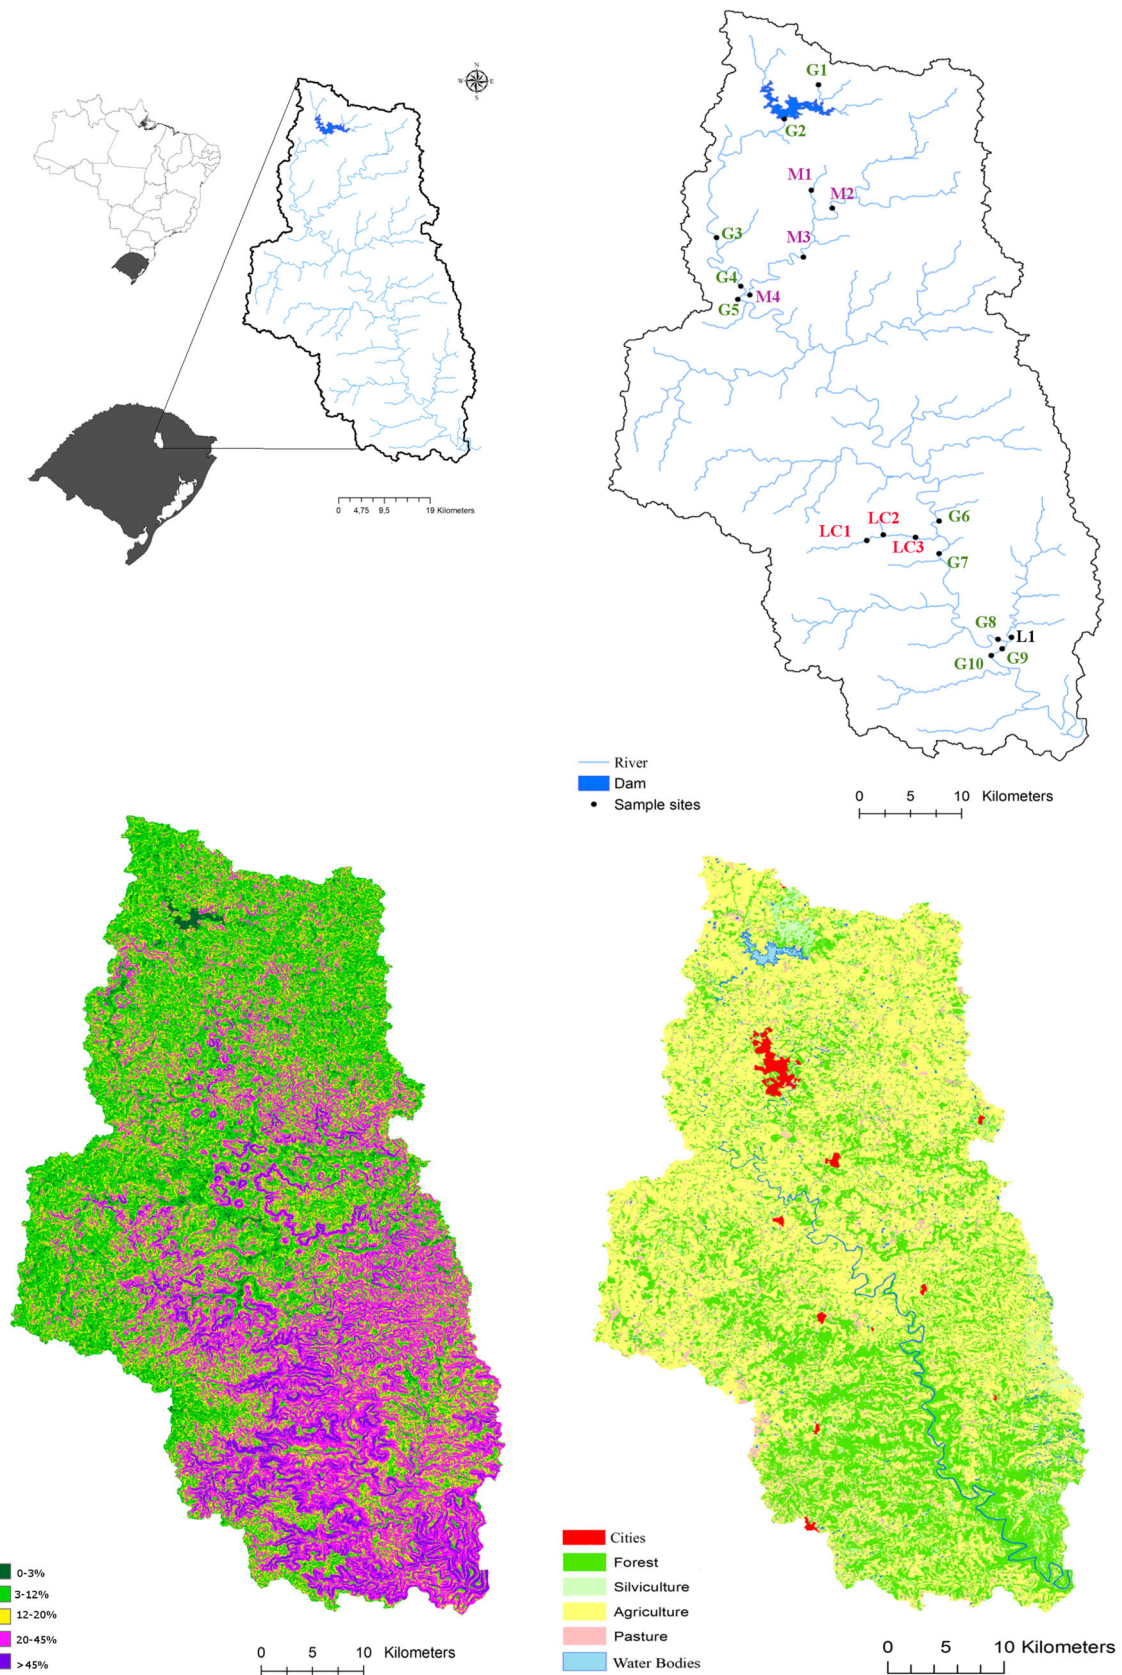 N
W E
S
0 4,75 9,5 19 Kilometers
G1
G2
M1
M2
G3
M3
G4
M4
G5
LC2
G6
LC1
LC3
G7
G8
L1
G9
G10
River
Dam
Sample sites
0 5 10 Kilometers
0-3%
3-12%
12-20%
20-45%
>45%
0 5 10 Kilometers
Cities
Forest
Silviculture
Agriculture
Pasture
Water Bodies
0 5 10 Kilometers